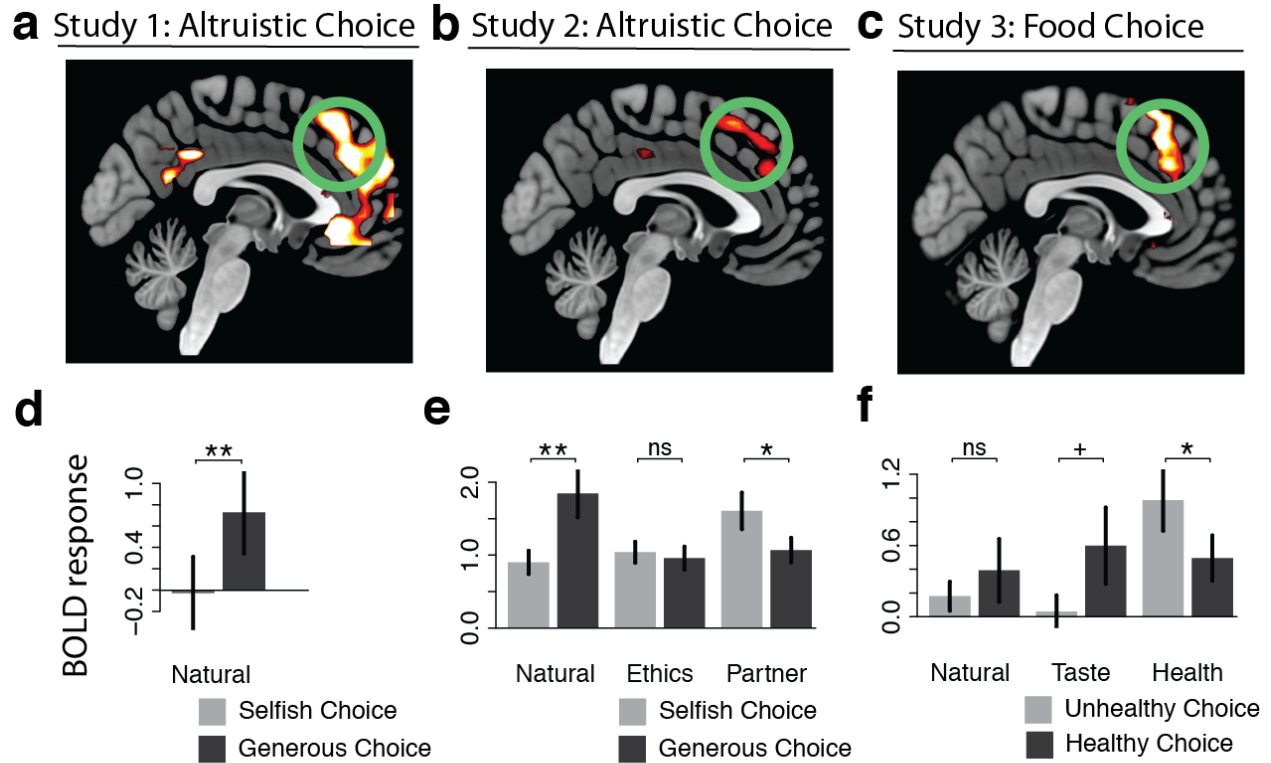 a Study 1: Altruistic Choice
b Study 2: Altruistic Choice
c Study 3: Food Choice
d
BOLD response
1.0
0.4
−0.2
**
Natural
Selfish Choice
Generous Choice
e
2.0
1.0
0.0
** ns *
Natural Ethics Partner
Selfish Choice
Generous Choice
f
1.2
0.6
0.0
ns + *
Natural Taste Health
Unhealthy Choice
Healthy Choice